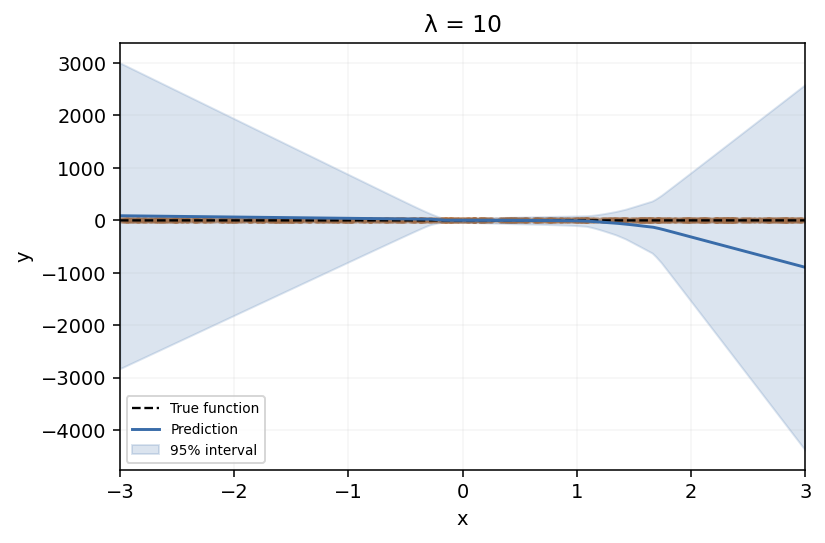 λ = 10
3000
2000
1000
0
−1000
−2000
−3000
−4000
y
True function
Prediction
95% interval
−3 −2 −1 0 1 2 3
x